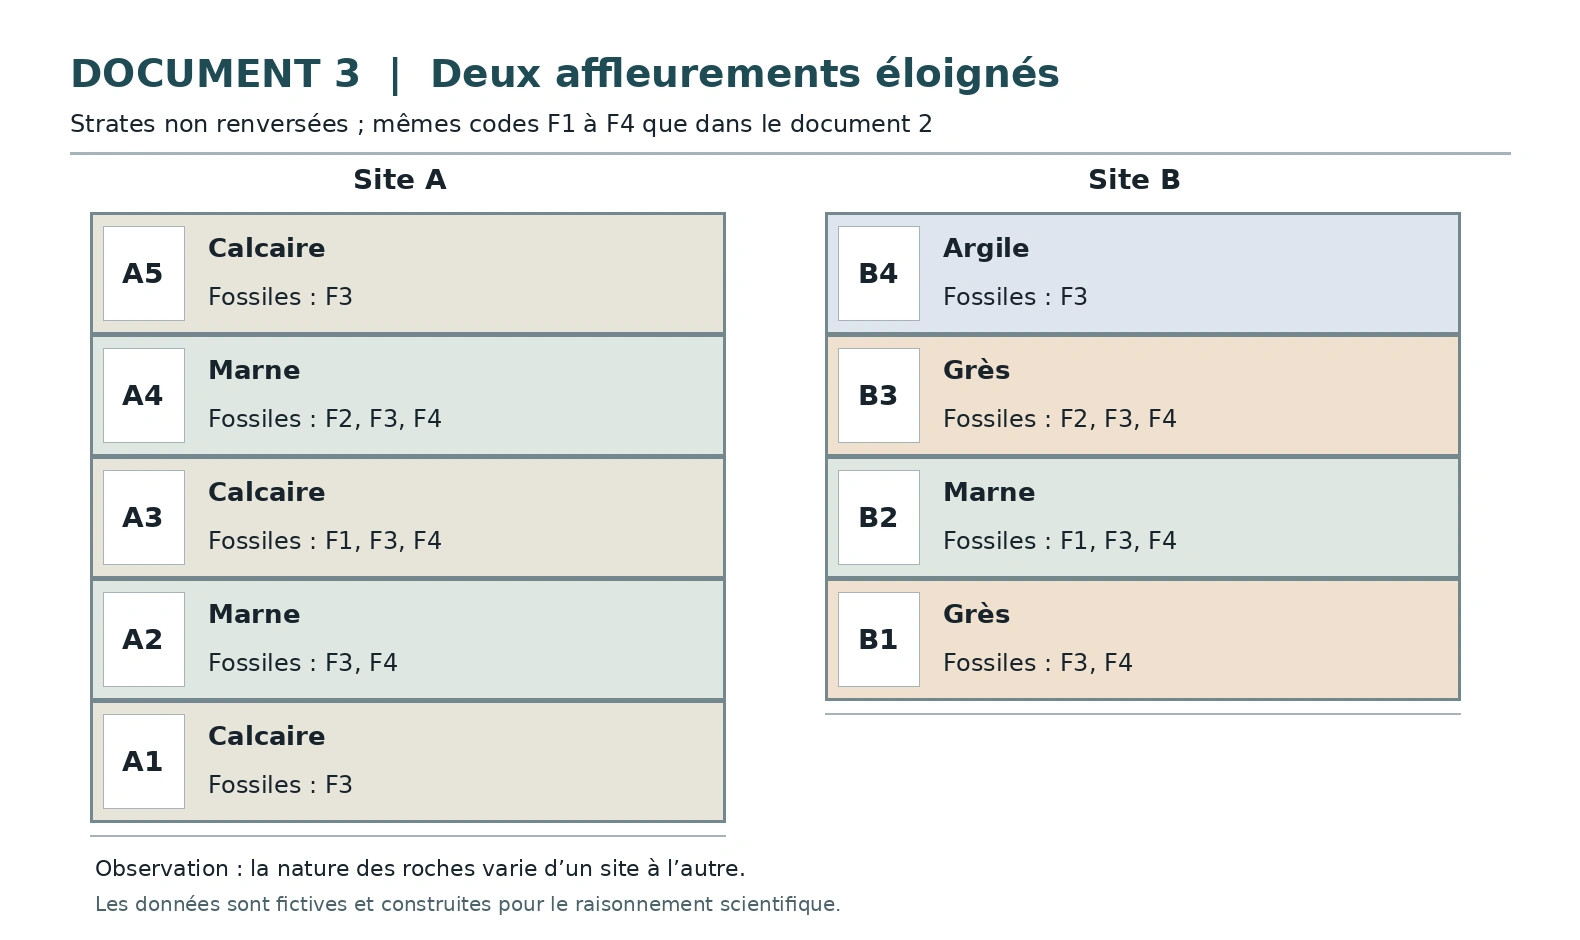 DOCUMENT 3 | Deux affleurements éloignés
Strates non renversées ; mêmes codes F1 à F4 que dans le document 2
Site A
A5
Calcaire
Fossiles : F3
A4
Marne
Fossiles : F2, F3, F4
A3
Calcaire
Fossiles : F1, F3, F4
A2
Marne
Fossiles : F3, F4
A1
Calcaire
Fossiles : F3
Site B
B4
Argile
Fossiles : F3
B3
Grès
Fossiles : F2, F3, F4
B2
Marne
Fossiles : F1, F3, F4
B1
Grès
Fossiles : F3, F4
Observation : la nature des roches varie d’un site à l’autre.
Les données sont fictives et construites pour le raisonnement scientifique.